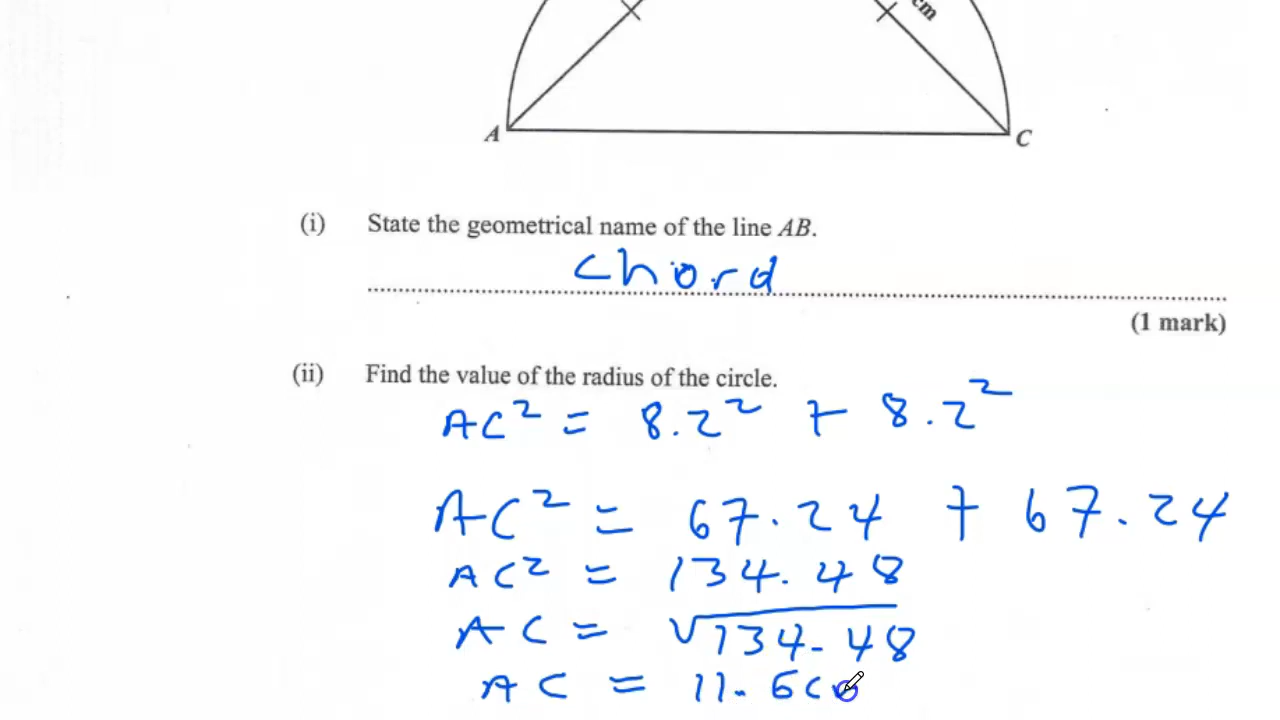 cm
A
C
(i) State the geometrical name of the line AB.
chord
(1 mark)
(ii) Find the value of the radius of the circle.
AC² = 8.2² + 8.2²
AC² = 67.24 + 67.24
AC² = 134.48
AC = √134.48
AC =